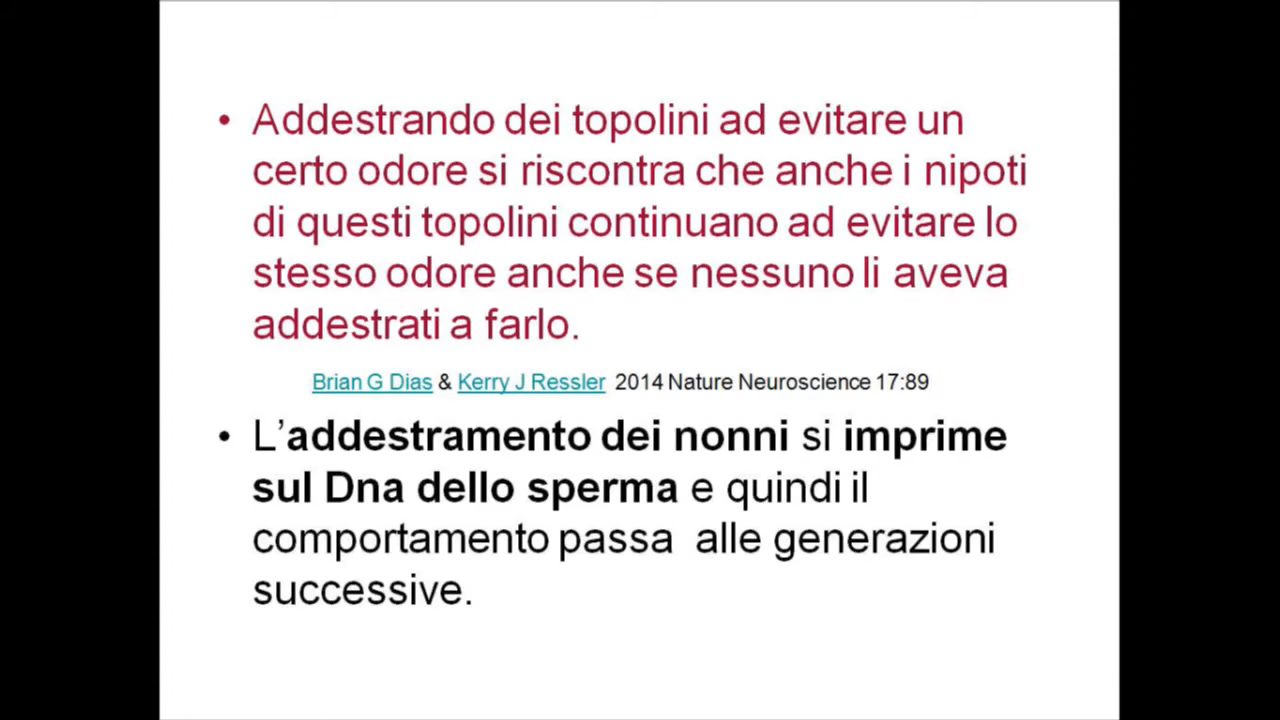 • Addestrando dei topolini ad evitare un
certo odore si riscontra che anche i nipoti
di questi topolini continuano ad evitare lo
stesso odore anche se nessuno li aveva
addestrati a farlo.
Brian G Dias & Kerry J Ressler 2014 Nature Neuroscience 17:89
• L’addestramento dei nonni si imprime
sul Dna dello sperma e quindi il
comportamento passa alle generazioni
successive.